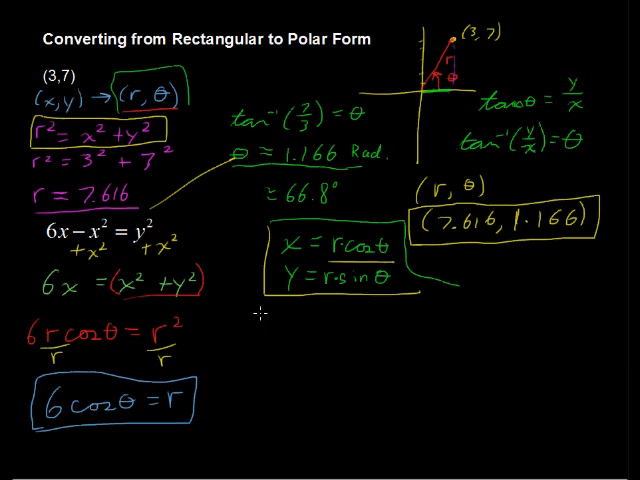 Converting from Rectangular to Polar Form
(3,7)
(x,y) → (r, θ)
r² = x² + y²
r² = 3² + 3²
r = 7.616
6x − x² = y²
+x² +x²
6x = (x² + y²)
6 r cosθ = r²
r r
6 cosθ = r
tan⁻¹(7/3) = θ
θ ≈ 1.166 Rad.
≈ 66.8°
x = r·cosθ
y = r·sinθ
(3, 7)
r
θ
tanθ = y/x
tan⁻¹(y/x) = θ
(r, θ)
(7.616, 1.166)